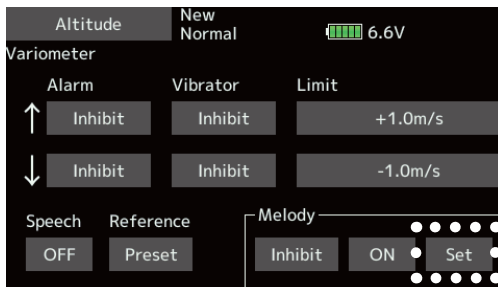 Altitude New
Normal 6.6V
Variometer
Alarm Vibrator Limit
↑ Inhibit Inhibit +1.0m/s
↓ Inhibit Inhibit -1.0m/s
Speech Reference Melody
OFF Preset Inhibit ON Set